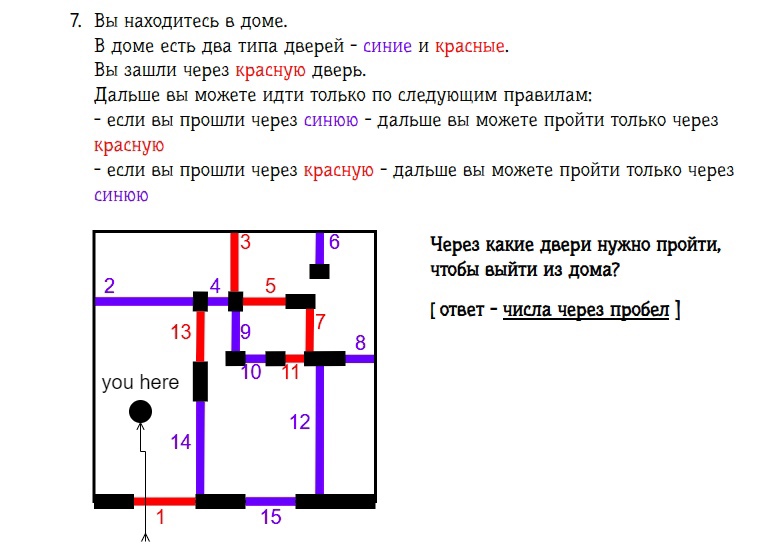 7. Вы находитесь в доме.
В доме есть два типа дверей - синие и красные.
Вы зашли через красную дверь.
Дальше вы можете идти только по следующим правилам:
- если вы прошли через синюю - дальше вы можете пройти только через
красную
- если вы прошли через красную - дальше вы можете пройти только через
синюю
Через какие двери нужно пройти,
чтобы выйти из дома?
[ ответ - числа через пробел ]
3
6
2
4
5
13
9
7
8
10
11
you here
14
12
1
15